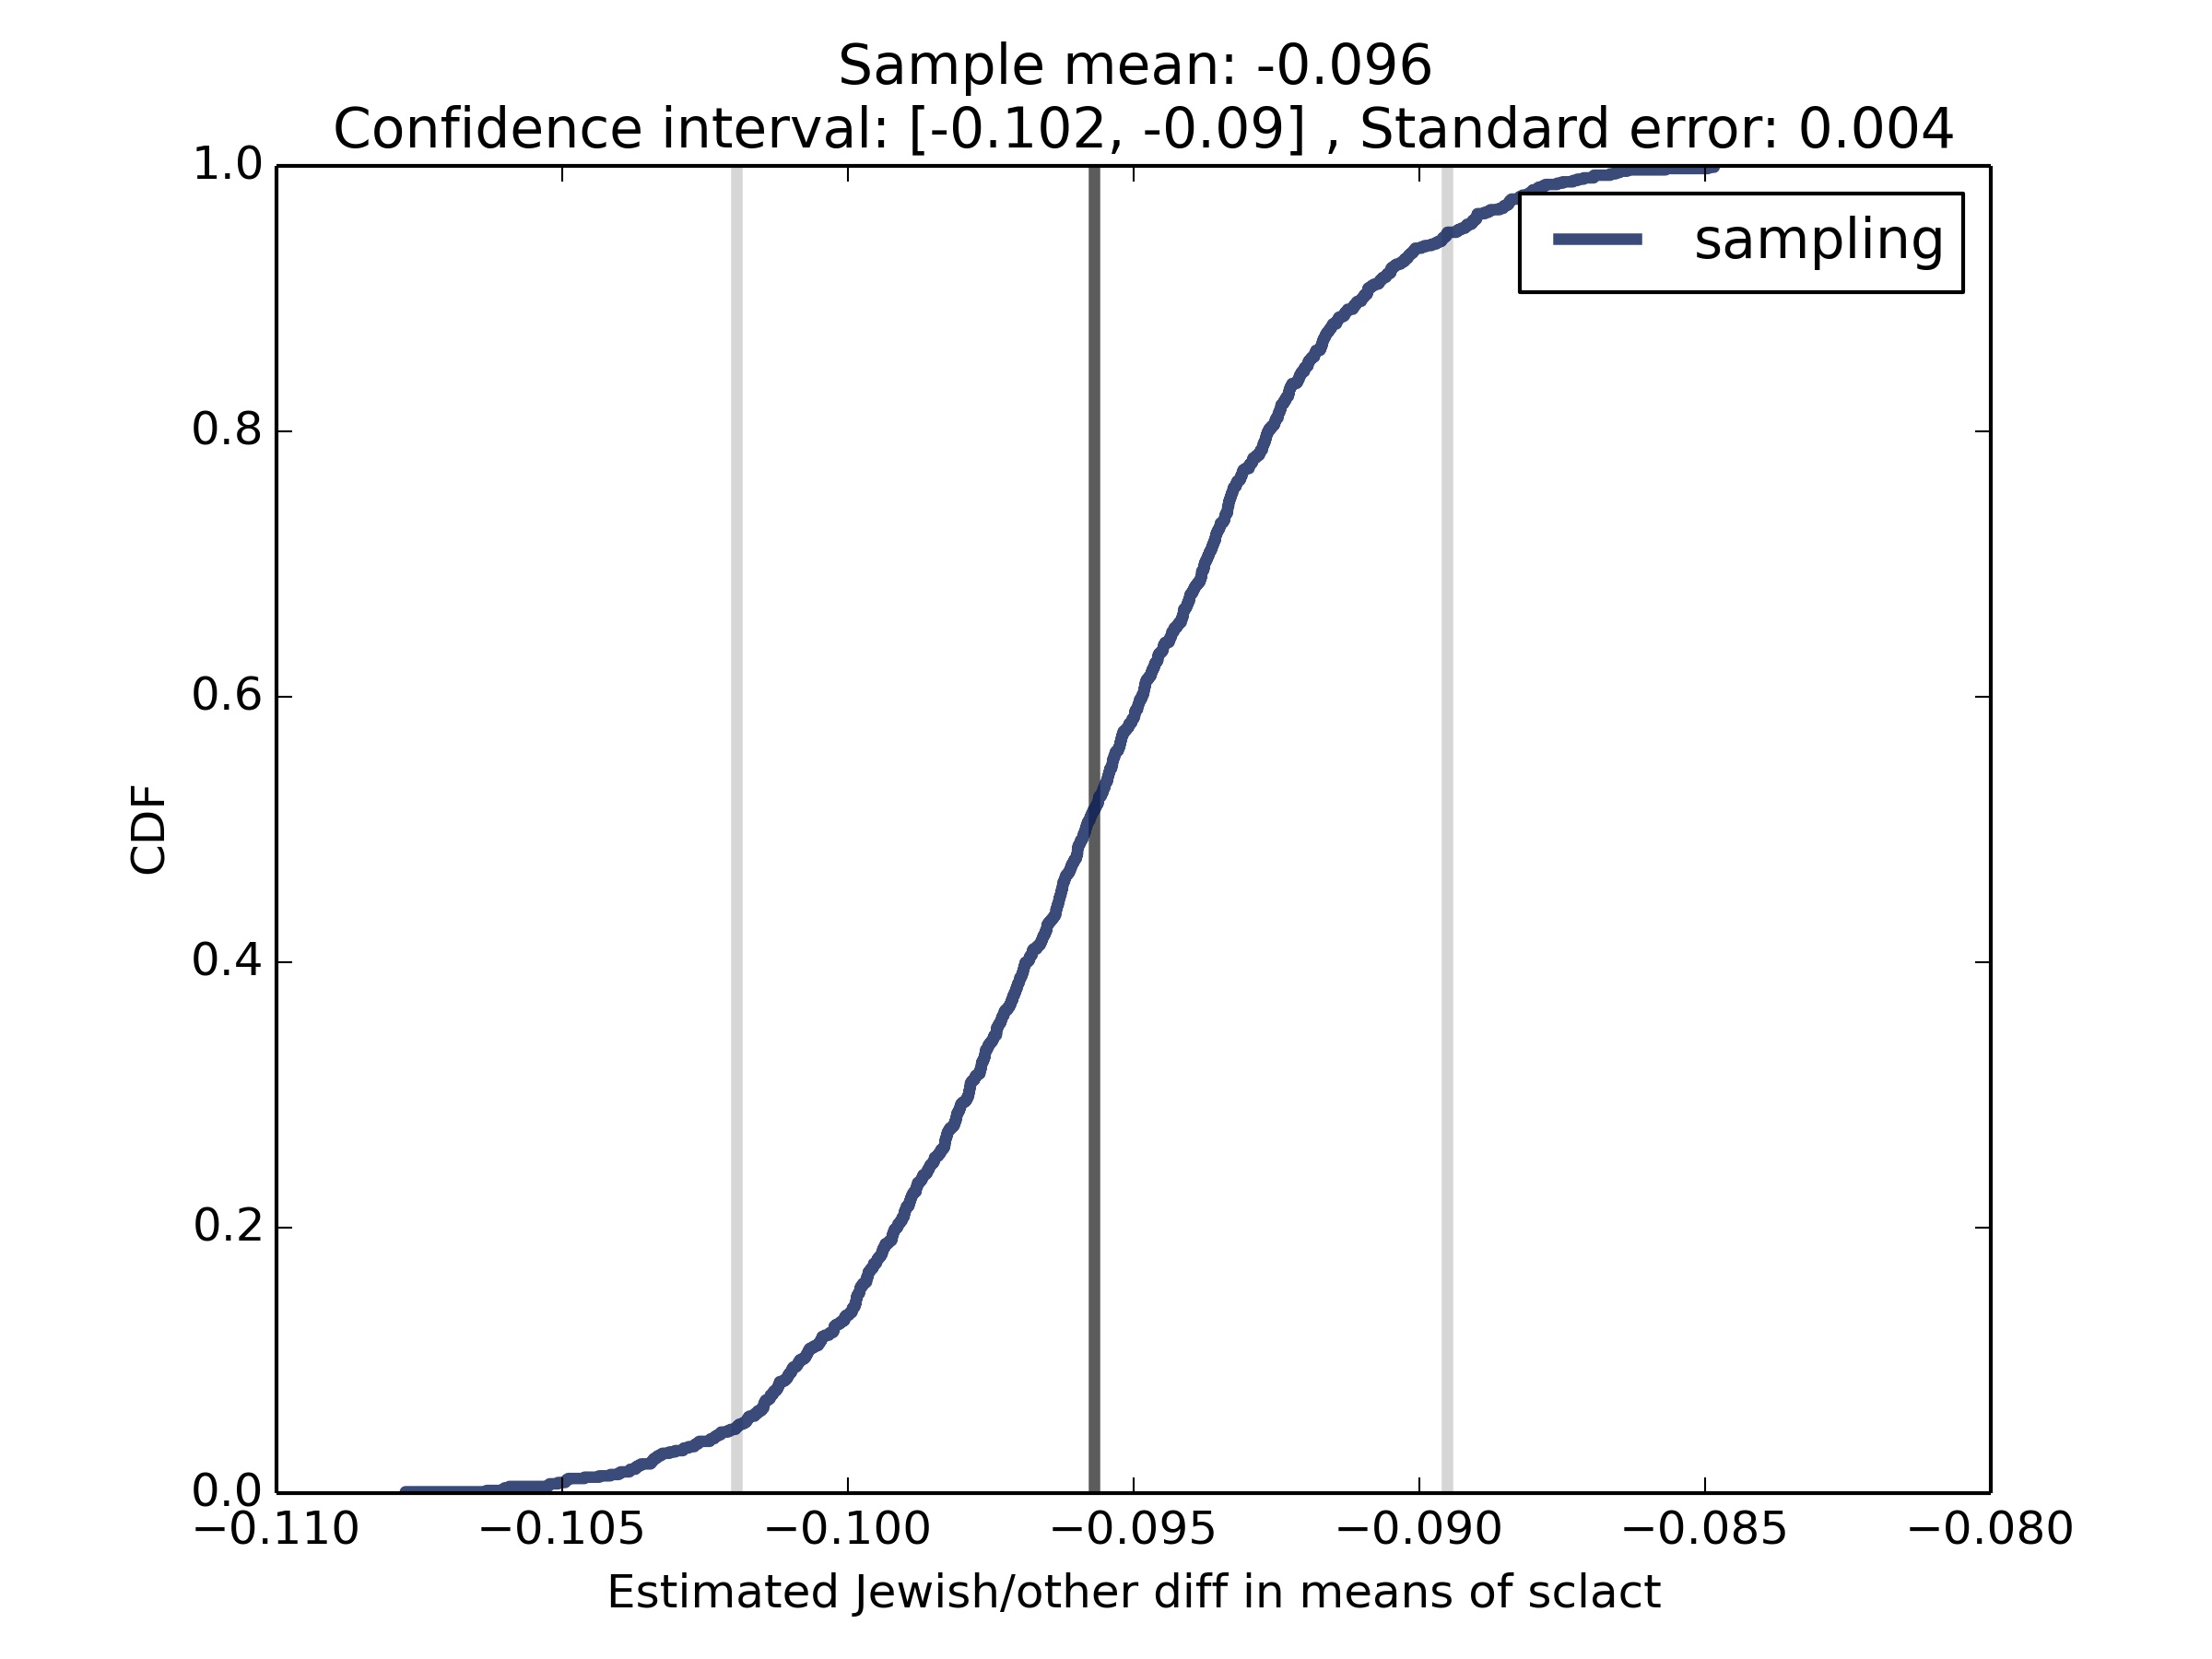 Sample mean: -0.096
Confidence interval: [-0.102, -0.09] , Standard error: 0.004
1.0
sampling
0.8
0.6
CDF
0.4
0.2
0.0
−0.110 −0.105 −0.100 −0.095 −0.090 −0.085 −0.080
Estimated Jewish/other diff in means of sclact